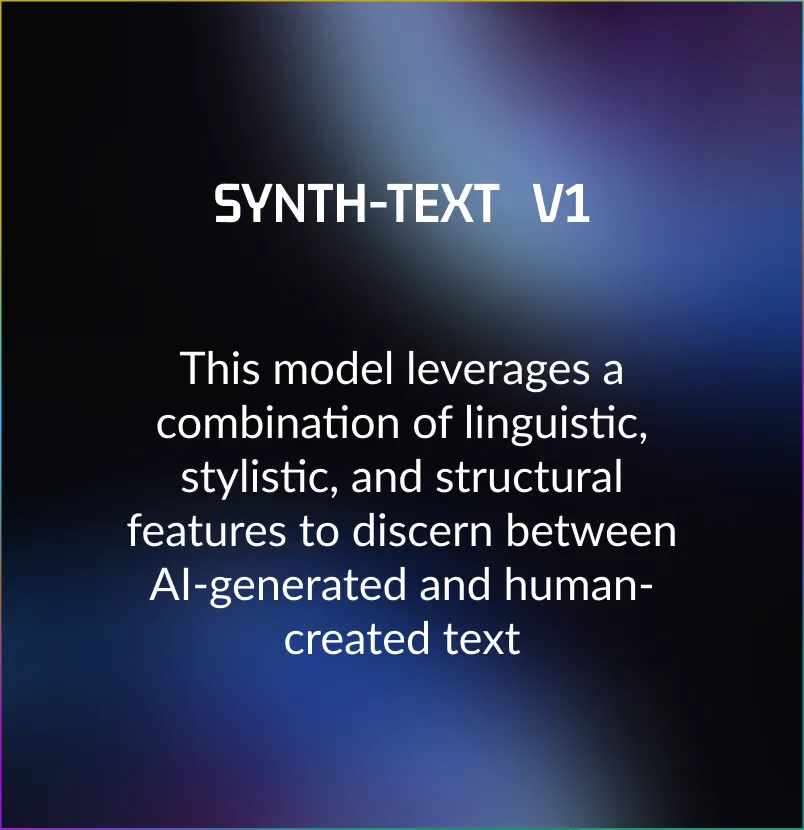 SYNTH-TEXT V1
This model leverages a
combination of linguistic,
stylistic, and structural
features to discern between
AI-generated and human-
created text